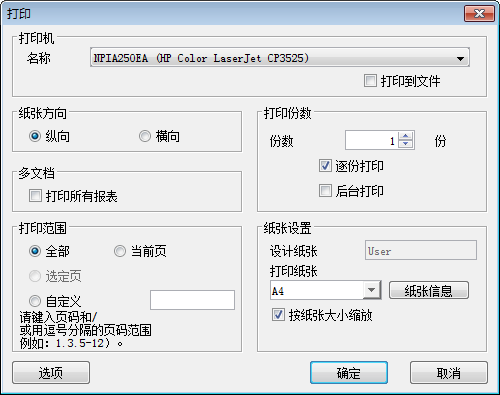 打印
打印机
名称
NPIA250EA (HP Color LaserJet CP3525)
打印到文件
纸张方向
纵向
横向
打印份数
份数
1
份
逐份打印
后台打印
多文档
打印所有报表
打印范围
全部
当前页
选定页
自定义
请键入页码和/
或用逗号分隔的页码范围
例如：1.3.5-12）。
纸张设置
设计纸张
User
打印纸张
A4
纸张信息
按纸张大小缩放
选项
确定
取消